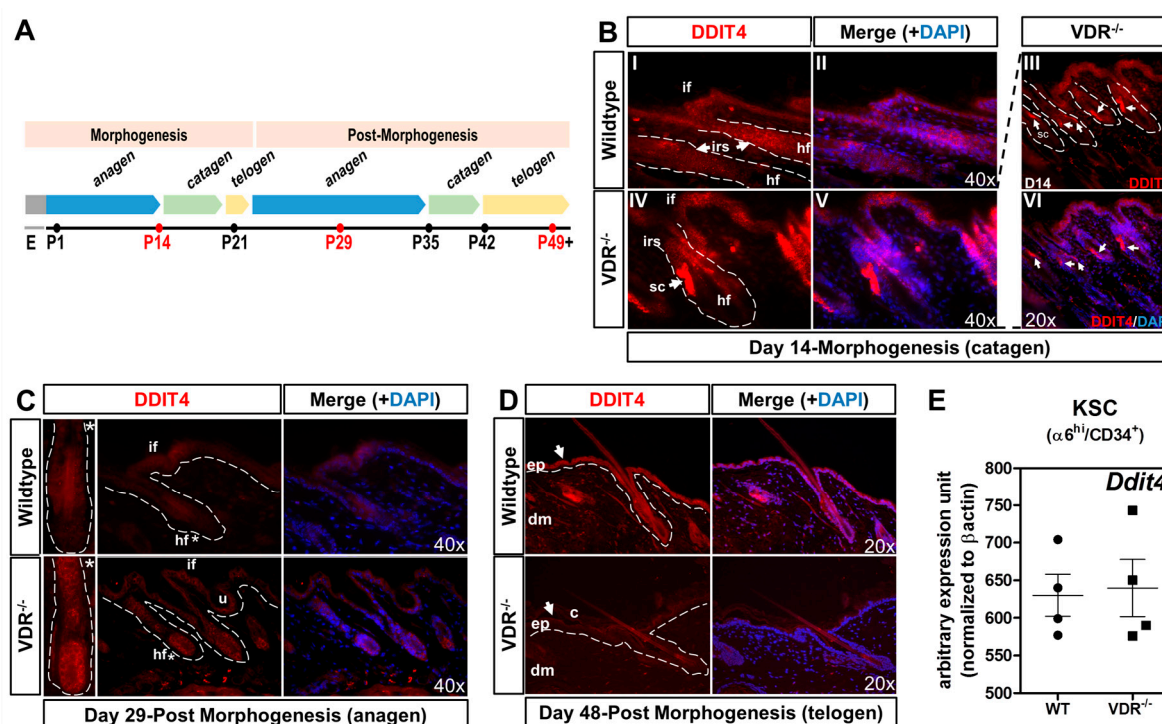 A
Morphogenesis
Post-Morphogenesis
anagen
catagen
telogen
anagen
catagen
telogen
E
P1
P14
P21
P29
P35
P42
P49+
B
DDIT4
Merge (+DAPI)
VDR-/-
Wildtype
I
if
irs
hf
hf
II
40x
III
sc
D14
DDIT
VDR-/-
IV
if
irs
sc
hf
V
40x
VI
20x
DDIT4/DAP
Day 14-Morphogenesis (catagen)
C
DDIT4
Merge (+DAPI)
Wildtype
*
if
hf*
40x
VDR-/-
*
if
u
hf*
40x
Day 29-Post Morphogenesis (anagen)
D
DDIT4
Merge (+DAPI)
Wildtype
ep
dm
20x
VDR-/-
c
ep
dm
20x
Day 48-Post Morphogenesis (telogen)
E
KSC
(α6hi/CD34+)
Ddit4
arbitrary expression unit
(normalized to βactin)
800
750
700
650
600
550
500
WT
VDR-/-